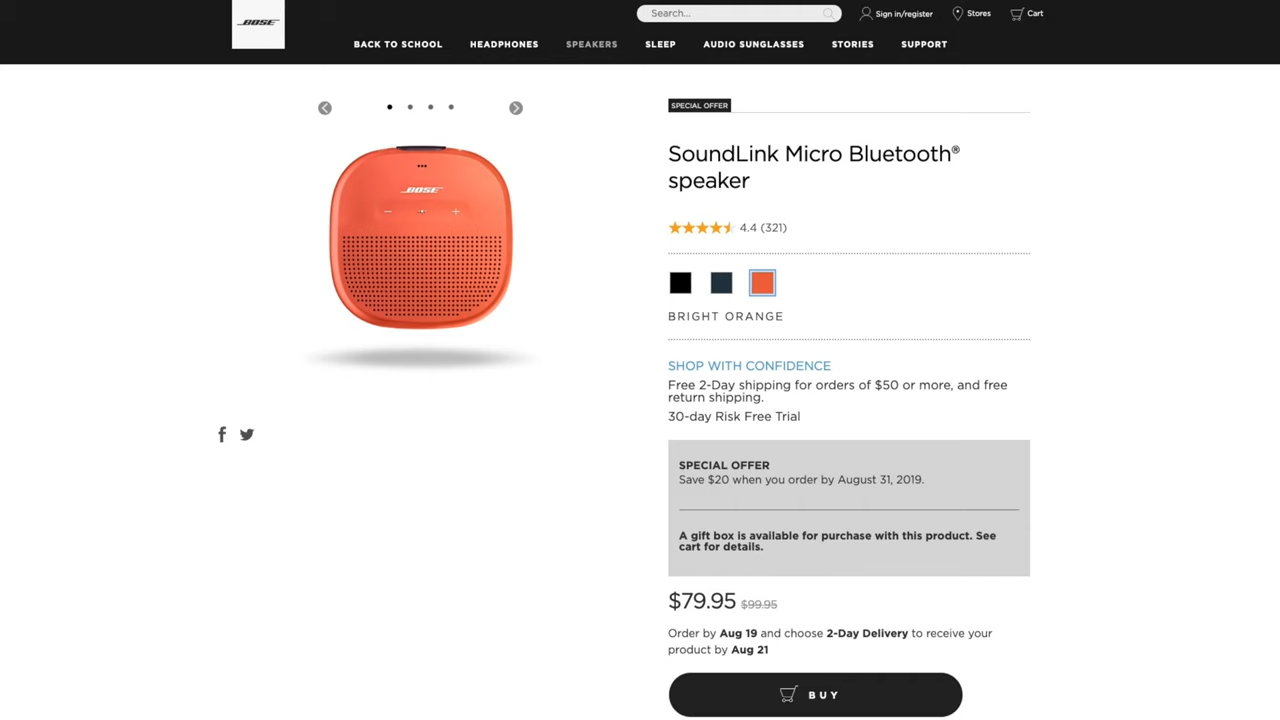 BOSE
Search...
Sign in/register
Stores
Cart
BACK TO SCHOOL
HEADPHONES
SPEAKERS
SLEEP
AUDIO SUNGLASSES
STORIES
SUPPORT
BOSE
SPECIAL OFFER
SoundLink Micro Bluetooth®
speaker
4.4 (321)
BRIGHT ORANGE
SHOP WITH CONFIDENCE
Free 2-Day shipping for orders of $50 or more, and free
return shipping.
30-day Risk Free Trial
SPECIAL OFFER
Save $20 when you order by August 31, 2019.
A gift box is available for purchase with this product. See
cart for details.
$79.95 $99.95
Order by Aug 19 and choose 2-Day Delivery to receive your
product by Aug 21
BUY